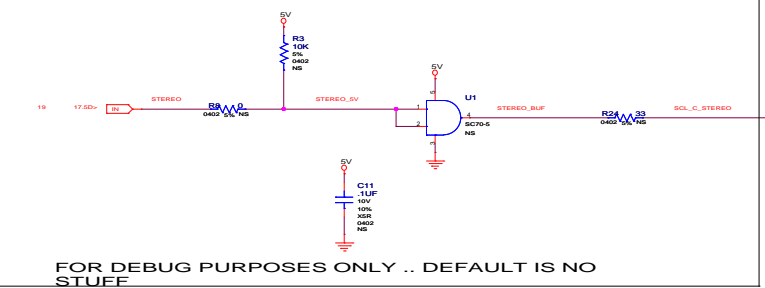 5V
R3
10K
5%
0402
NS
5V
U1
19 17.5D> IN STEREO R8 0 STEREO_5V 1 5 4 STEREO_BUF R24 33 SCL_C_STEREO
0402 5% NS 2 3 SC70-5 0402 5% NS
NS
5V
C11
.1UF
10V
10%
X5R
0402
NS
FOR DEBUG PURPOSES ONLY .. DEFAULT IS NO
STUFF